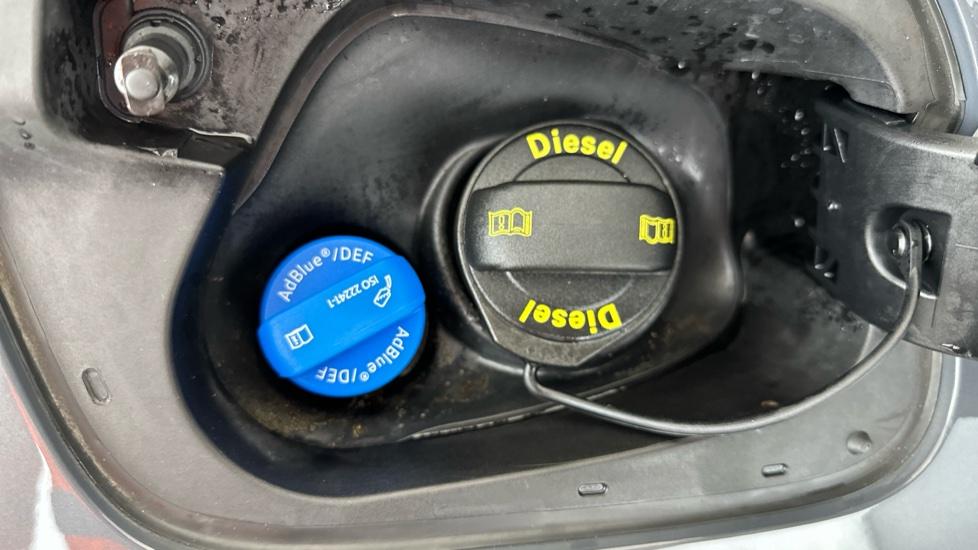 Diesel
Diesel
AdBlue®/DEF
ISO 22241-1
AdBlue®/DEF